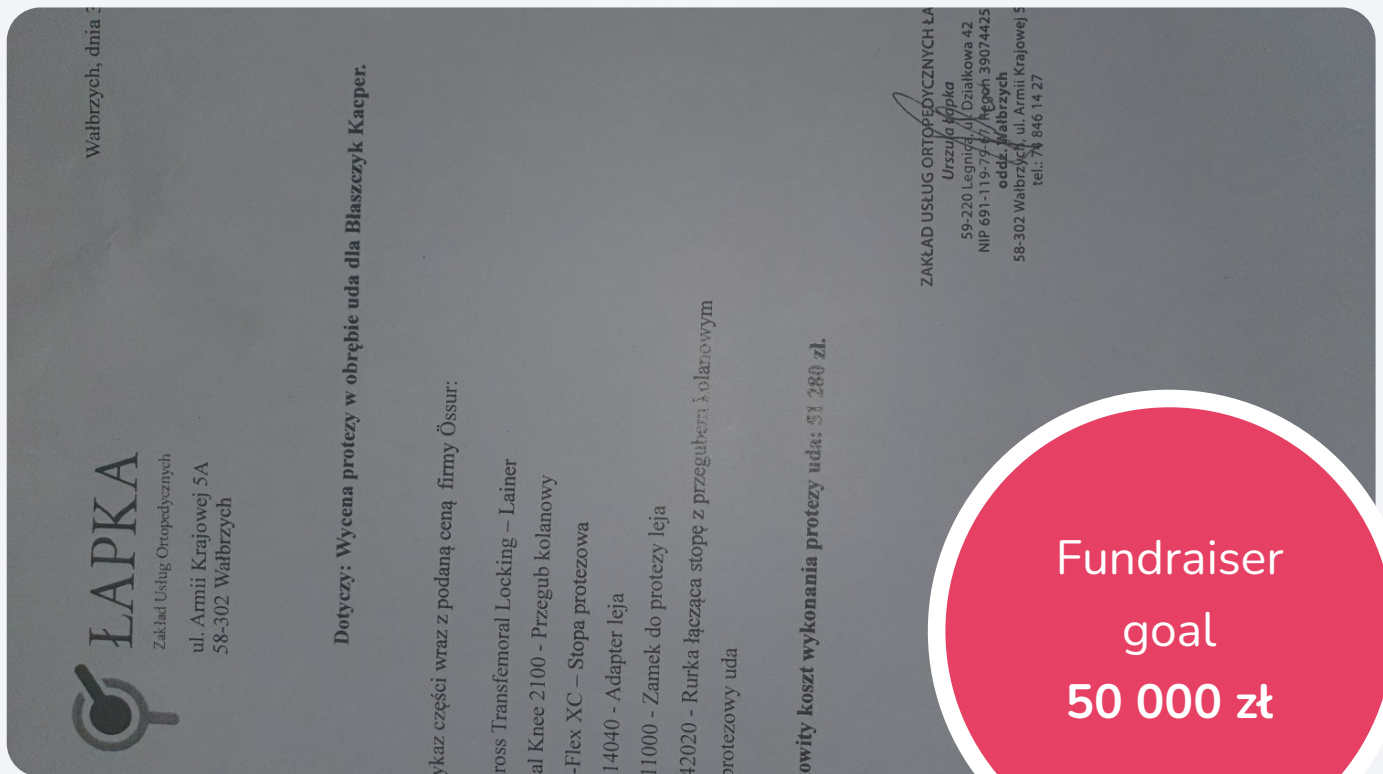 Wałbrzych, dnia 3
ŁAPKA
Zakład Usług Ortopedycznych
ul. Armii Krajowej 5A
58-302 Wałbrzych
Dotyczy: Wycena protezy w obrębie uda dla Błaszczyk Kacper.
ykaz części wraz z podaną ceną firmy Össur:
ross Transfemoral Locking – Lainer
al Knee 2100 - Przegub kolanowy
-Flex XC – Stopa protezowa
14040 - Adapter leja
11000 - Zamek do protezy leja
42020 - Rurka łącząca stopę z przegubem kolanowym
protezowy uda
owity koszt wykonania protezy uda: 51 280 zł.
ZAKŁAD USŁUG ORTOPEDYCZNYCH ŁA
Urszula Łapka
59-220 Legnica, ul. Działkowa 42
NIP 691-119-79-67 Regon 39074425
oddz. Wałbrzych
58-302 Wałbrzych, ul. Armii Krajowej 5
tel.: 74 846 14 27
Fundraiser
goal
50 000 zł